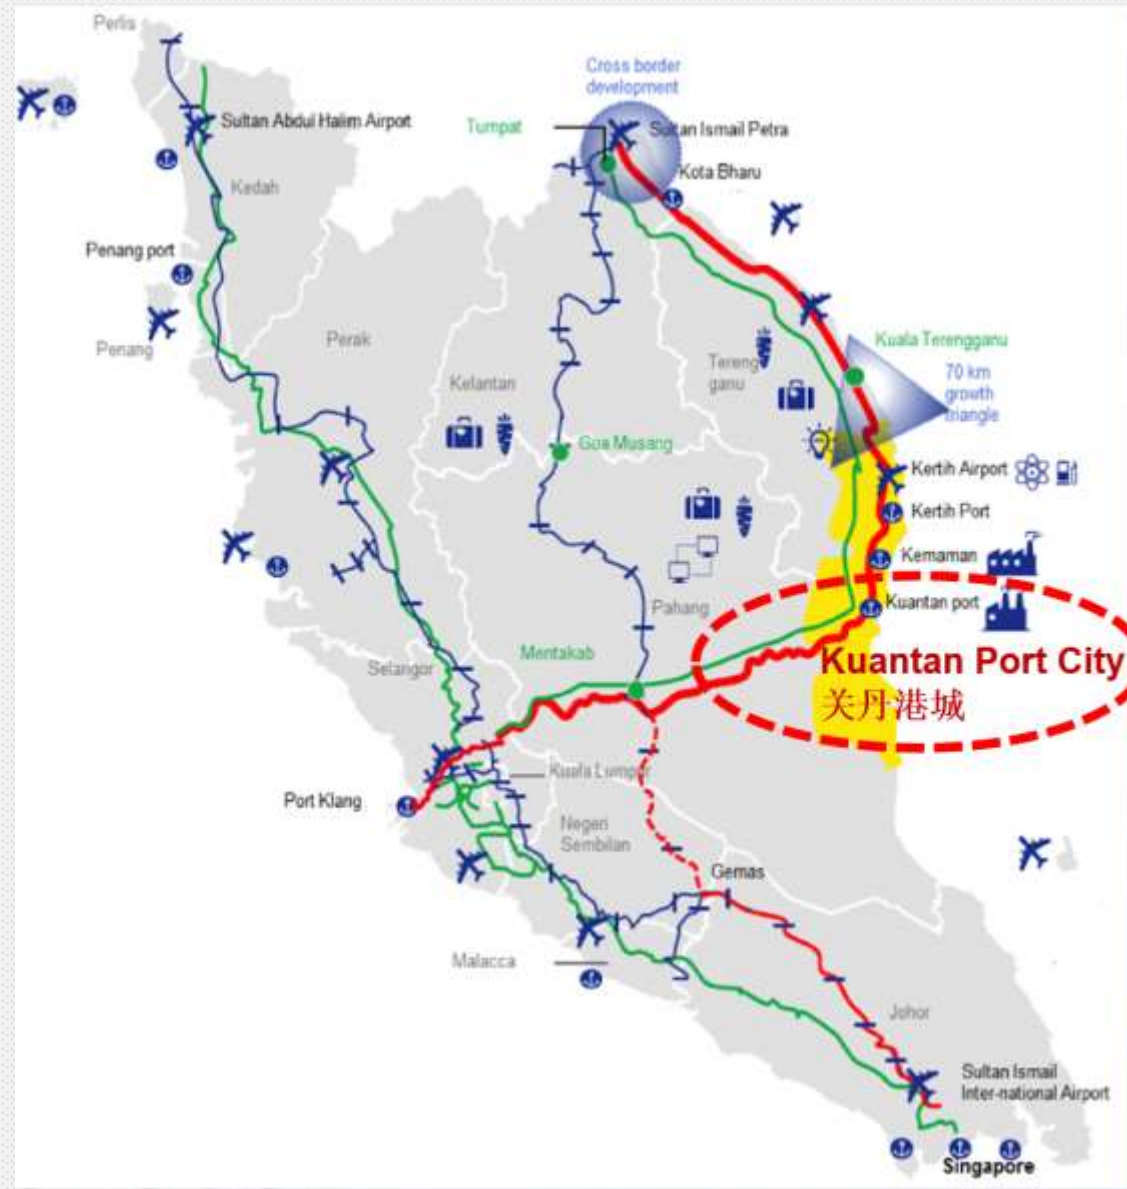 Perlis
Cross border
development
Sultan Abdul Halim Airport
Tumpat
Sultan Ismail Petra
Kota Bharu
Kedah
Penang port
Penang
Perak
Kelantan
Tereng
ganu
Kuala Terengganu
70 km
growth
triangle
Goa Musang
Kertih Airport
Kertih Port
Kemaman
Kuantan port
Pahang
Mentakab
Selangor
Kuantan Port City
关丹港城
Kuala Lumpur
Port Klang
Negeri
Sembilan
Gemas
Malacca
Johor
Sultan Ismail
Inter-national Airport
Singapore